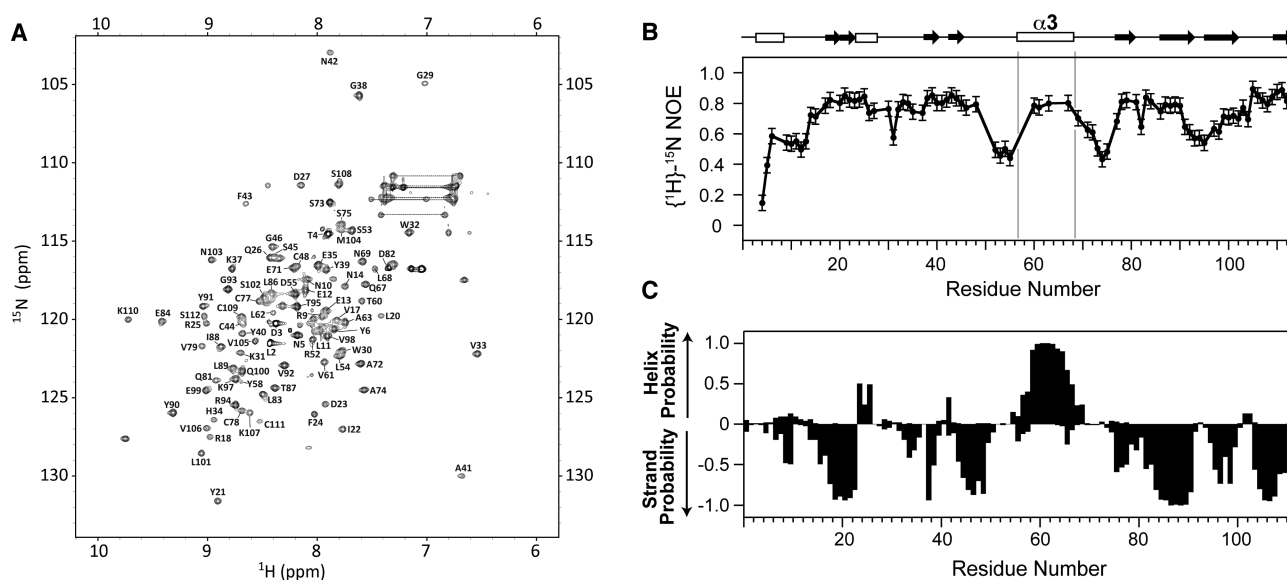 A
10 9 8 7 6
N42
105 105
G38 G29
110 110
D27 S108
F43 S73 S75
T4 M104 S53 W32
115 115
G46 S45
N103 K37 Q26 C48 E35 Y39 N69 D82
E71 N14 L68
G93 S102 L86 D55 N10 Q67
C77 E12
Y91 T95 E13 T60
K110 E84 C109 L62 R9 V17 A63 L20
S112 R25 C44 D3 Y6
120 120
Y40 N5 L11 V98
V79 I88 V105 L2 R52 W30 V33
K31 L54
L89 Q100 V92 V61 A72
Q81 K97 Y58 T87 A74
E99 L83
125 125
Y90 R94 H34 C78 D23 F24
V106 R18 K107 C111 I22
L101
130 130
A41
Y21
10 9 8 7 6
¹H (ppm)
¹⁵N (ppm)
B
α3
1.0
0.8
0.6
0.4
0.2
0
{¹H}-¹⁵N NOE
20 40 60 80 100
Residue Number
C
1.0
0.5
0
-0.5
-1.0
Helix
Probability
Strand
Probability
20 40 60 80 100
Residue Number